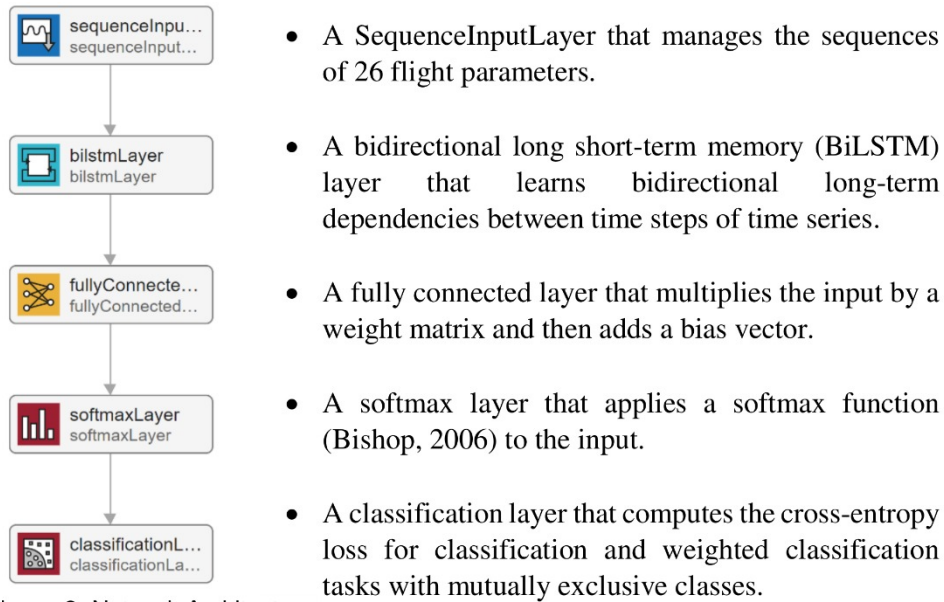 sequenceInpu...
sequenceInput...
• A SequenceInputLayer that manages the sequences
of 26 flight parameters.
bilstmLayer
bilstmLayer
• A bidirectional long short-term memory (BiLSTM)
layer that learns bidirectional long-term
dependencies between time steps of time series.
fullyConnecte...
fullyConnected...
• A fully connected layer that multiplies the input by a
weight matrix and then adds a bias vector.
softmaxLayer
softmaxLayer
• A softmax layer that applies a softmax function
(Bishop, 2006) to the input.
classificationL...
classificationLa...
• A classification layer that computes the cross-entropy
loss for classification and weighted classification
tasks with mutually exclusive classes.